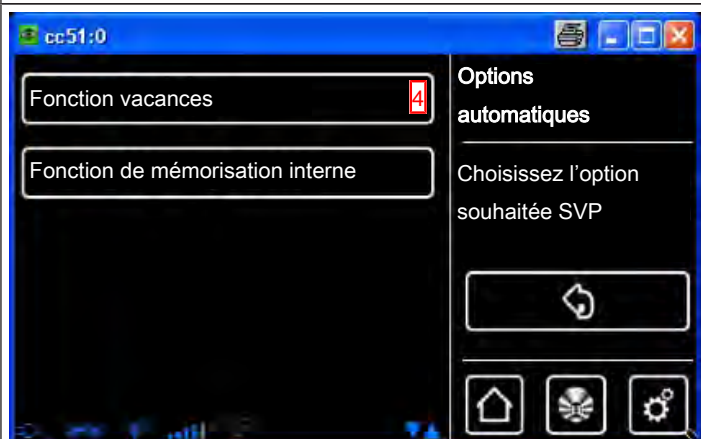 cc51:0
Fonction vacances 4
Fonction de mémorisation interne
Options
automatiques
Choisissez l’option
souhaitée SVP